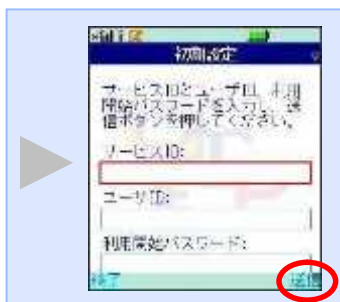 初期設定
サービスIDとユーザID、利用
開始パスワードを入力し、送
信ボタンを押してください。
サービスID:
ユーザID:
利用開始パスワード:
終了 送信